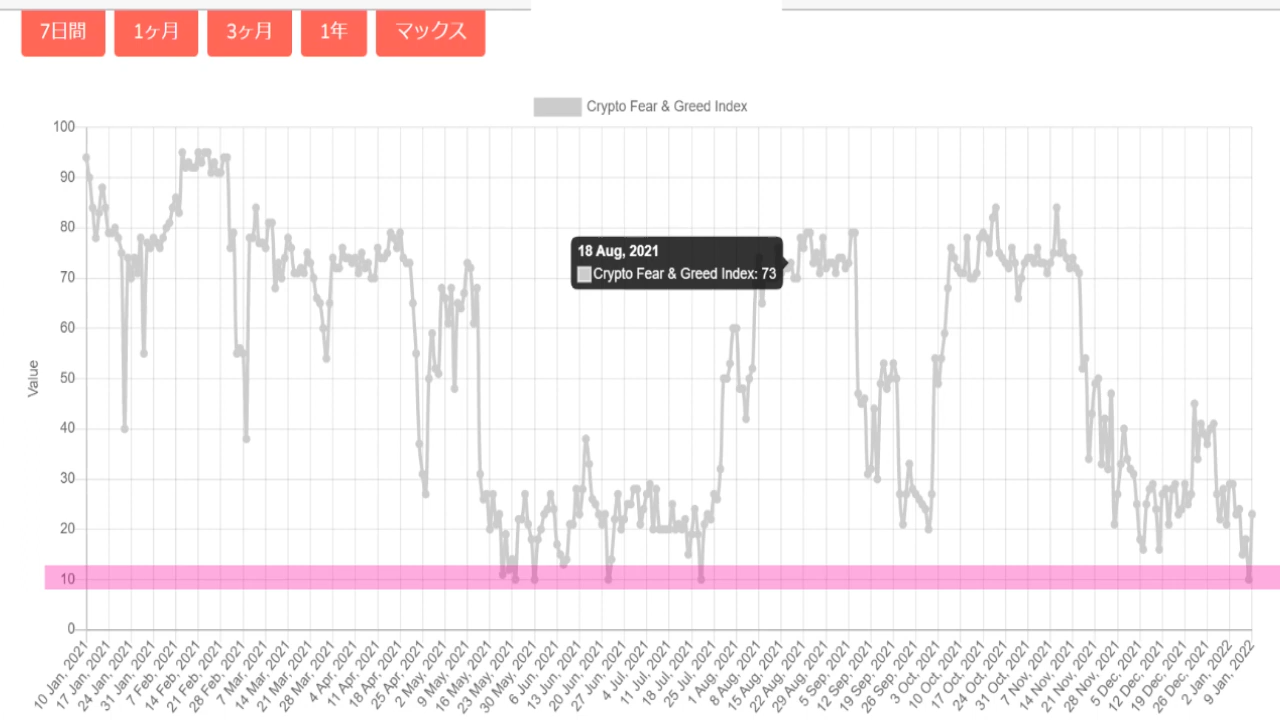 7日間 1ヶ月 3ヶ月 1年 マックス
Crypto Fear & Greed Index
100
90
80
70
60
50
40
30
20
10
0
Value
18 Aug, 2021
Crypto Fear & Greed Index: 73
10 Jan, 2021
17 Jan, 2021
24 Jan, 2021
31 Jan, 2021
7 Feb, 2021
14 Feb, 2021
21 Feb, 2021
28 Feb, 2021
7 Mar, 2021
14 Mar, 2021
21 Mar, 2021
28 Mar, 2021
4 Apr, 2021
11 Apr, 2021
18 Apr, 2021
25 Apr, 2021
2 May, 2021
9 May, 2021
16 May, 2021
23 May, 2021
30 May, 2021
6 Jun, 2021
13 Jun, 2021
20 Jun, 2021
27 Jun, 2021
4 Jul, 2021
11 Jul, 2021
18 Jul, 2021
25 Jul, 2021
1 Aug, 2021
8 Aug, 2021
15 Aug, 2021
22 Aug, 2021
29 Aug, 2021
5 Sep, 2021
12 Sep, 2021
19 Sep, 2021
26 Sep, 2021
3 Oct, 2021
10 Oct, 2021
17 Oct, 2021
24 Oct, 2021
31 Oct, 2021
7 Nov, 2021
14 Nov, 2021
21 Nov, 2021
28 Nov, 2021
5 Dec, 2021
12 Dec, 2021
19 Dec, 2021
26 Dec, 2021
2 Jan, 2022
9 Jan, 2022